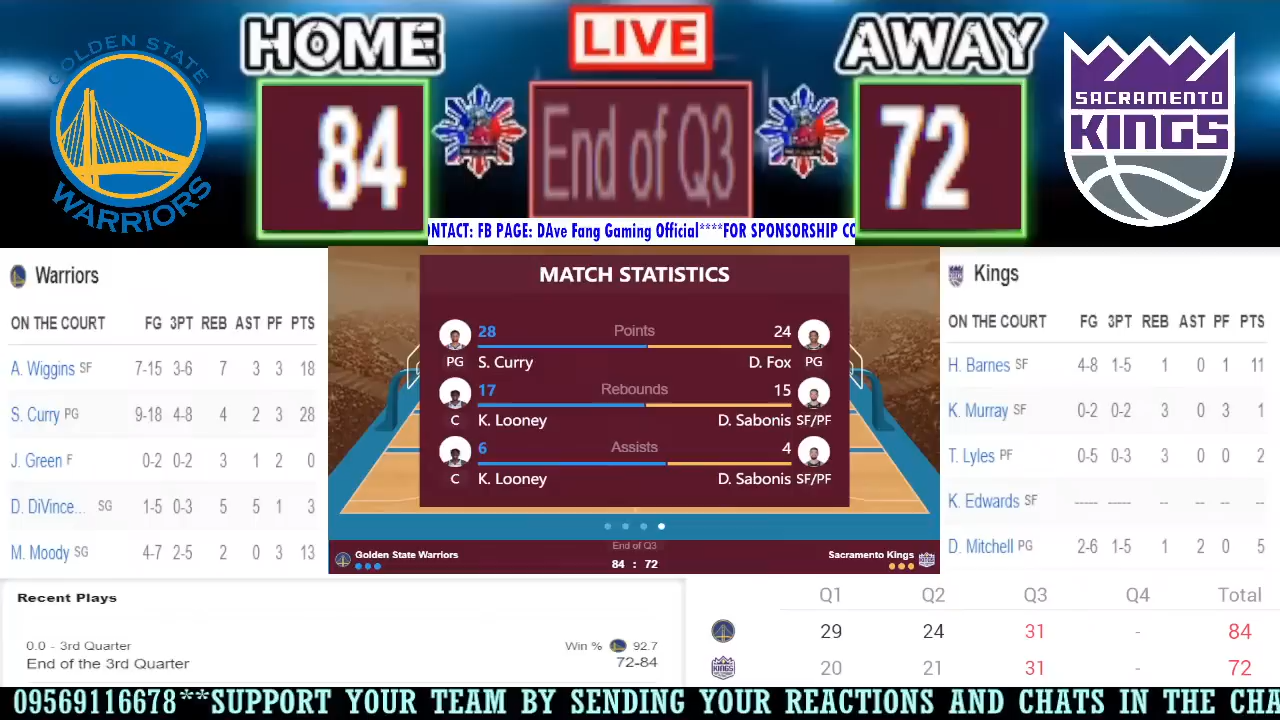 HOME
LIVE
AWAY
GOLDEN STATE
WARRIORS
84
End of Q3
72
SACRAMENTO
KINGS
ONTACT: FB PAGE: DAve Fang Gaming Official****FOR SPONSORSHIP CO
Warriors
ON THE COURT FG 3PT REB AST PF PTS
A. Wiggins SF 7-15 3-6 7 3 3 18
S. Curry PG 9-18 4-8 4 2 3 28
J. Green F 0-2 0-2 3 1 2 0
D. DiVince... SG 1-5 0-3 5 5 1 3
M. Moody SG 4-7 2-5 2 0 3 13
MATCH STATISTICS
28 Points 24
PG S. Curry D. Fox PG
17 Rebounds 15
C K. Looney D. Sabonis SF/PF
6 Assists 4
C K. Looney D. Sabonis SF/PF
End of Q3
Golden State Warriors Sacramento Kings
84 : 72
Kings
ON THE COURT FG 3PT REB AST PF PTS
H. Barnes SF 4-8 1-5 1 0 1 11
K. Murray SF 0-2 0-2 3 0 3 1
T. Lyles PF 0-5 0-3 3 0 0 2
K. Edwards SF ----- ----- -- -- -- --
D. Mitchell PG 2-6 1-5 1 2 0 5
Recent Plays
0.0 - 3rd Quarter Win % 92.7
End of the 3rd Quarter 72-84
Q1 Q2 Q3 Q4 Total
29 24 31 - 84
20 21 31 - 72
09569116678**SUPPORT YOUR TEAM BY SENDING YOUR REACTIONS AND CHATS IN THE CHA